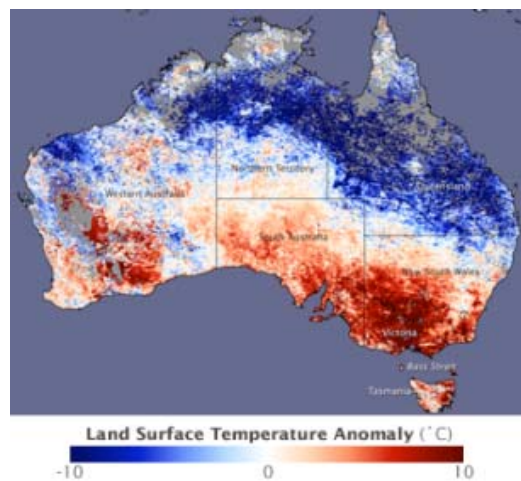 Northern Territory
Queensland
Western Australia
South Australia
New South Wales
Victoria
Bass Strait
Tasmania
Land Surface Temperature Anomaly (˚C)
-10 0 10